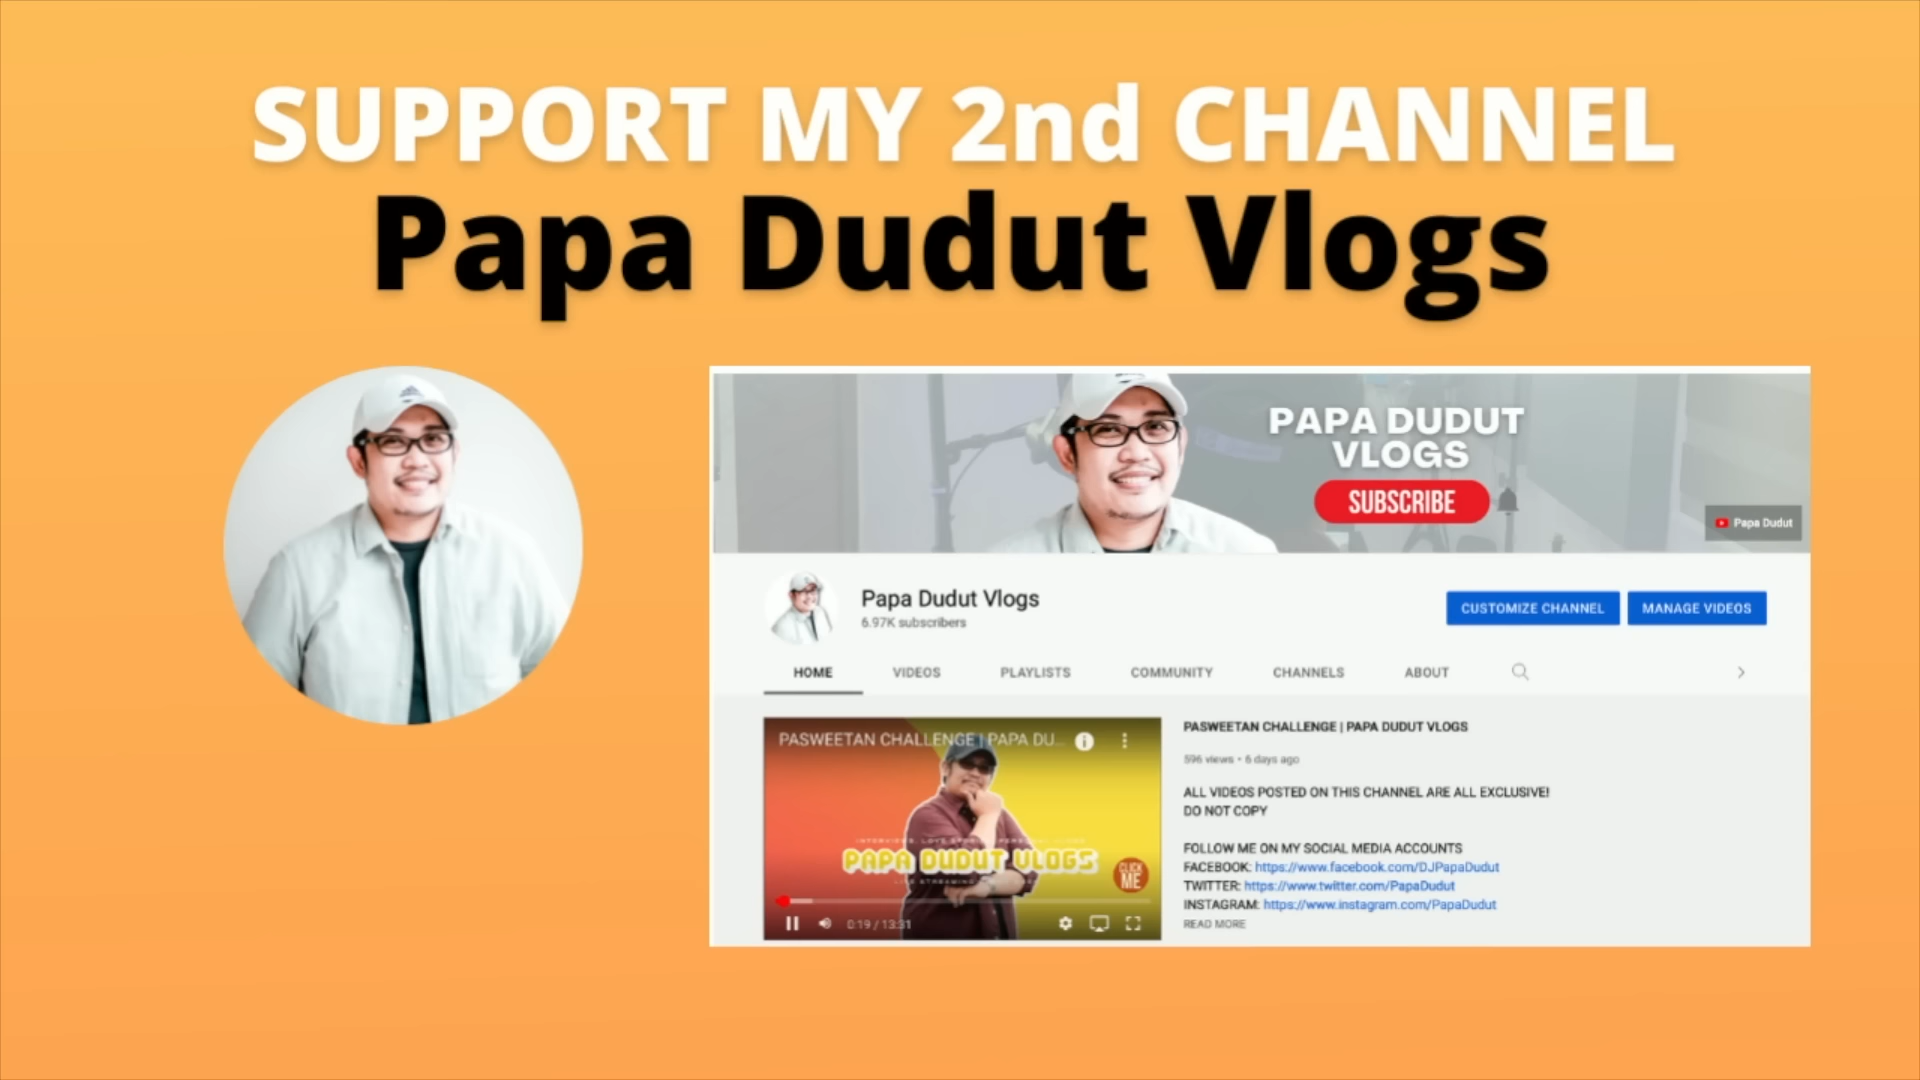 SUPPORT MY 2nd CHANNEL
Papa Dudut Vlogs
PAPA DUDUT
VLOGS
SUBSCRIBE
Papa Dudut
Papa Dudut Vlogs
6.97K subscribers
CUSTOMIZE CHANNEL
MANAGE VIDEOS
HOME VIDEOS PLAYLISTS COMMUNITY CHANNELS ABOUT
PASWEETAN CHALLENGE | PAPA DU...
PAPA DUDUT VLOGS
CLICK
ME
0:19 / 13:31
PASWEETAN CHALLENGE | PAPA DUDUT VLOGS
596 views • 6 days ago
ALL VIDEOS POSTED ON THIS CHANNEL ARE ALL EXCLUSIVE!
DO NOT COPY
FOLLOW ME ON MY SOCIAL MEDIA ACCOUNTS
FACEBOOK: https://www.facebook.com/DJPapaDudut
TWITTER: https://www.twitter.com/PapaDudut
INSTAGRAM: https://www.instagram.com/PapaDudut
READ MORE